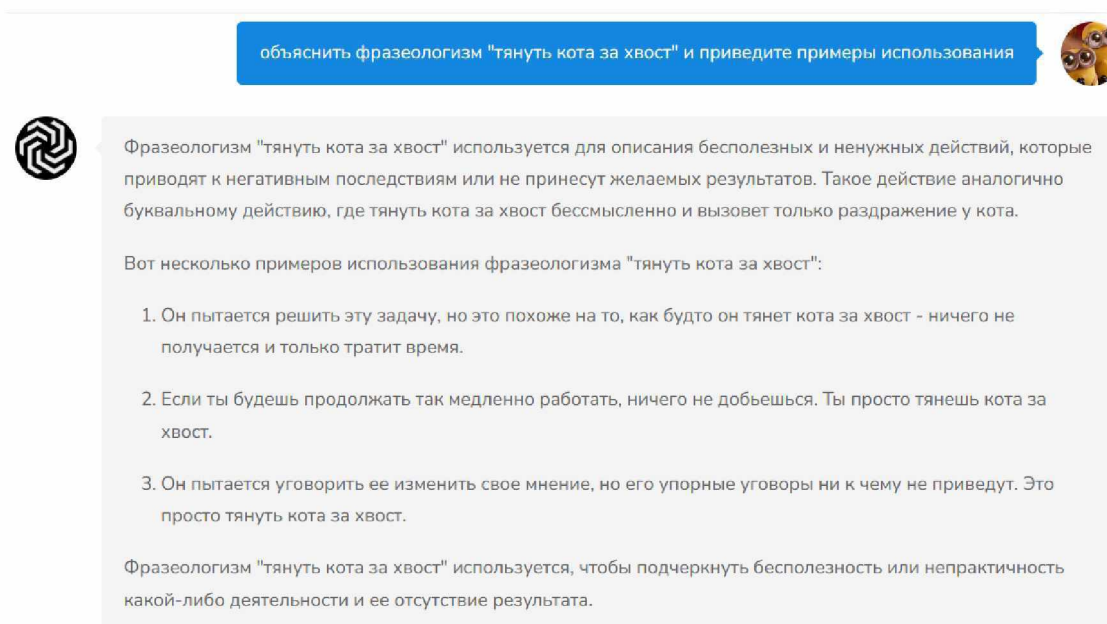 объяснить фразеологизм "тянуть кота за хвост" и приведите примеры использования
Фразеологизм "тянуть кота за хвост" используется для описания бесполезных и ненужных действий, которые
приводят к негативным последствиям или не принесут желаемых результатов. Такое действие аналогично
буквальному действию, где тянуть кота за хвост бессмысленно и вызовет только раздражение у кота.
Вот несколько примеров использования фразеологизма "тянуть кота за хвост":
1. Он пытается решить эту задачу, но это похоже на то, как будто он тянет кота за хвост - ничего не
получается и только тратит время.
2. Если ты будешь продолжать так медленно работать, ничего не добьешься. Ты просто тянешь кота за
хвост.
3. Он пытается уговорить ее изменить свое мнение, но его упорные уговоры ни к чему не приведут. Это
просто тянуть кота за хвост.
Фразеологизм "тянуть кота за хвост" используется, чтобы подчеркнуть бесполезность или непрактичность
какой-либо деятельности и ее отсутствие результата.